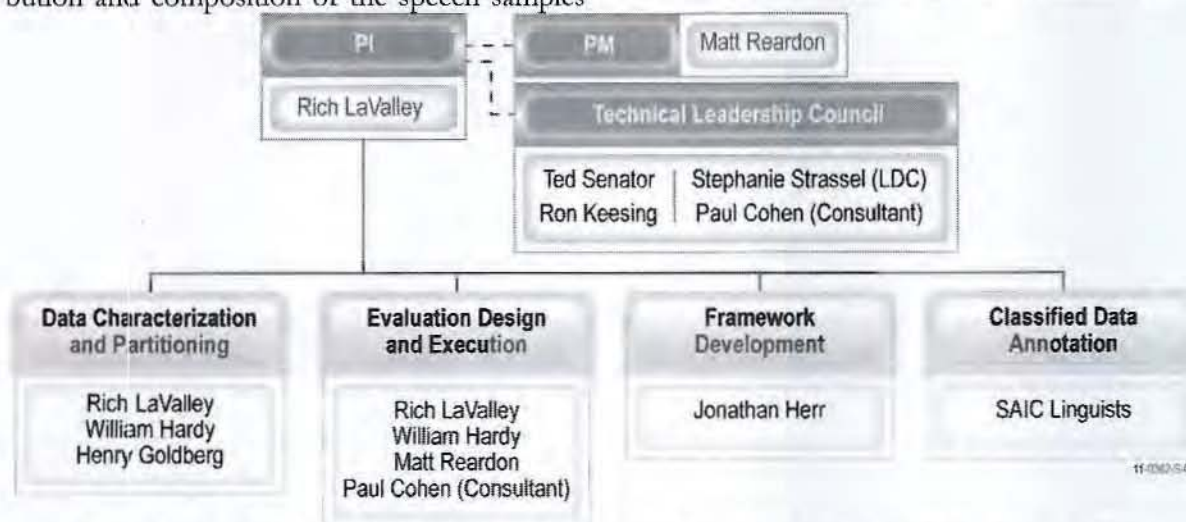 bution and composition of the speech samples
PI
PM
Matt Reardon
Rich LaValley
Technical Leadership Council
Ted Senator
Stephanie Strassel (LDC)
Ron Keesing
Paul Cohen (Consultant)
Data Characterization
and Partitioning
Rich LaValley
William Hardy
Henry Goldberg
Evaluation Design
and Execution
Rich LaValley
William Hardy
Matt Reardon
Paul Cohen (Consultant)
Framework
Development
Jonathan Herr
Classified Data
Annotation
SAIC Linguists